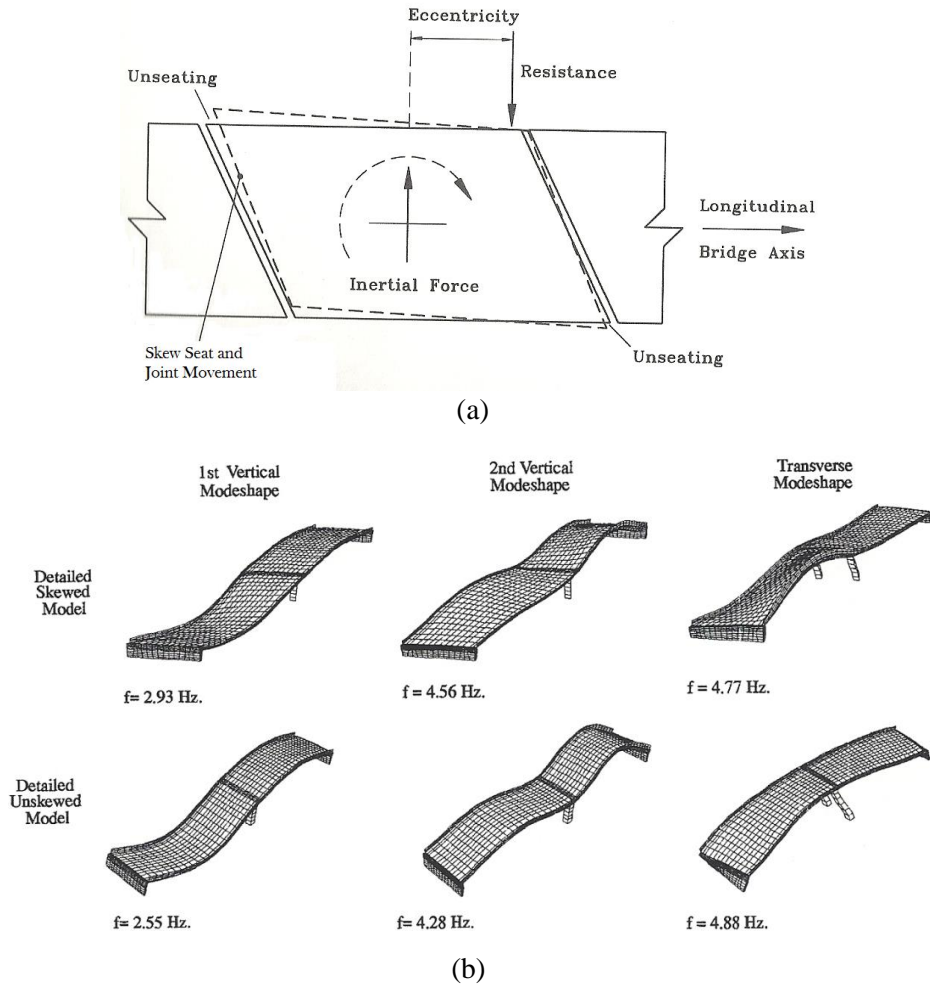 Eccentricity
Unseating
Resistance
Longitudinal
Bridge Axis
Inertial Force
Skew Seat and
Joint Movement
Unseating
(a)
1st Vertical
Modeshape
2nd Vertical
Modeshape
Transverse
Modeshape
Detailed
Skewed
Model
f= 2.93 Hz.
f = 4.56 Hz.
f = 4.77 Hz.
Detailed
Unskewed
Model
f= 2.55 Hz.
f= 4.28 Hz.
f = 4.88 Hz.
(b)